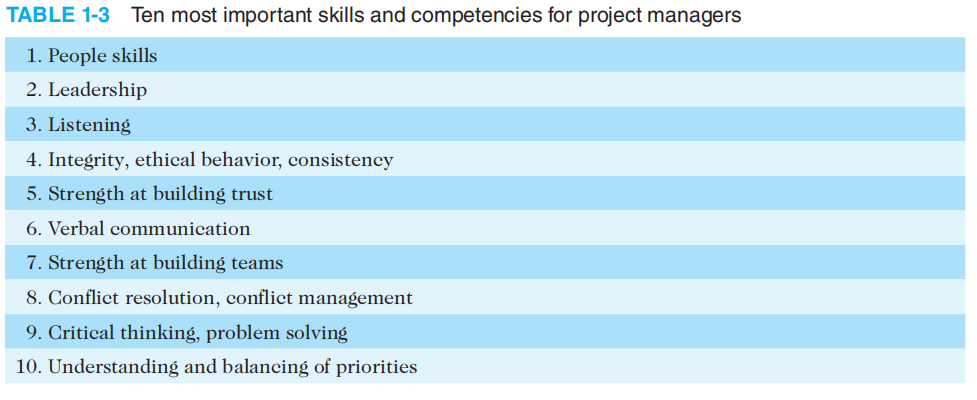 TABLE 1-3 Ten most important skills and competencies for project managers
1. People skills
2. Leadership
3. Listening
4. Integrity, ethical behavior, consistency
5. Strength at building trust
6. Verbal communication
7. Strength at building teams
8. Conflict resolution, conflict management
9. Critical thinking, problem solving
10. Understanding and balancing of priorities